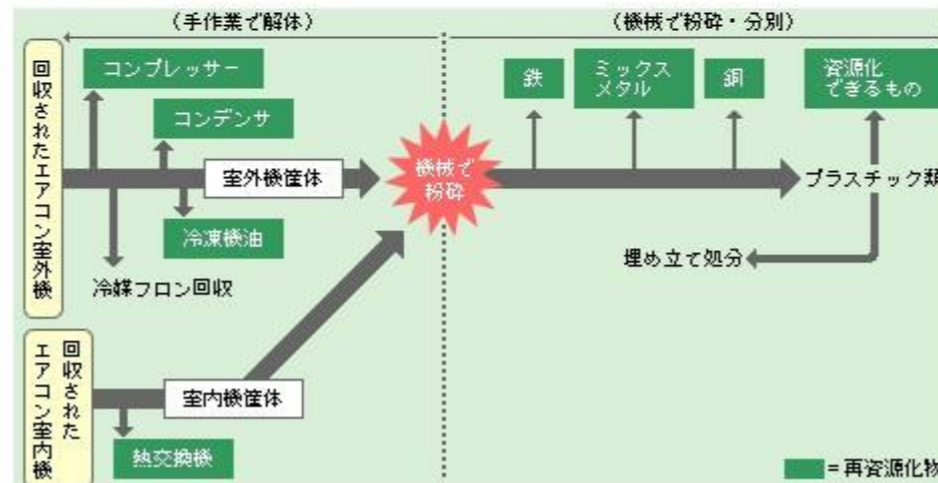 （手作業で解体）
（機械で粉砕・分別）
回収されたエアコン室外機
コンプレッサー
コンデンサ
室外機筐体
冷凍機油
冷媒フロン回収
機械で
粉砕
鉄
ミックス
メタル
銅
資源化
できるもの
プラスチック類
埋め立て処分
回収された
エアコン室内機
室内機筐体
熱交換機
=再資源化物